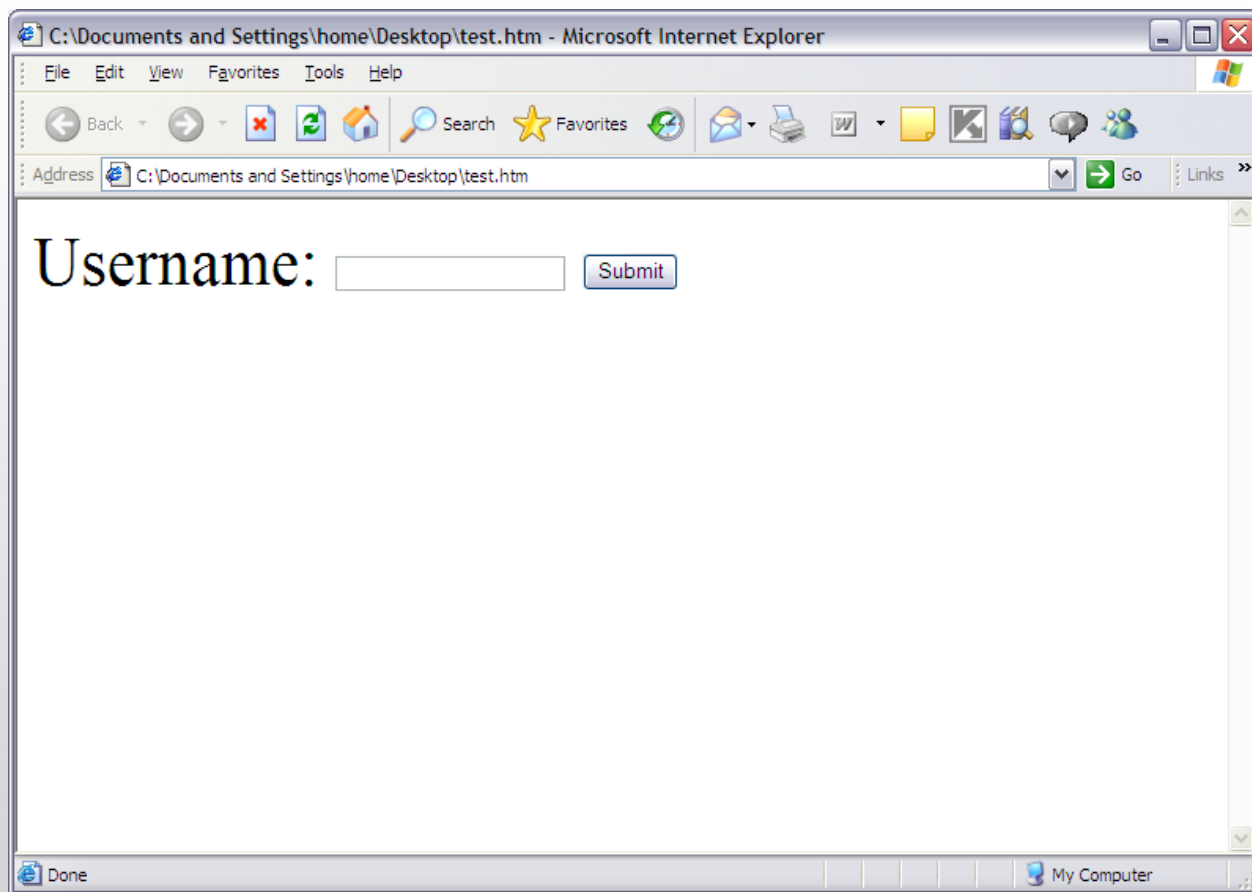 C:\Documents and Settings\home\Desktop\test.htm - Microsoft Internet Explorer
File Edit View Favorites Tools Help
Back Search Favorites W K
Address C:\Documents and Settings\home\Desktop\test.htm Go Links »
Username: Submit
Done My Computer